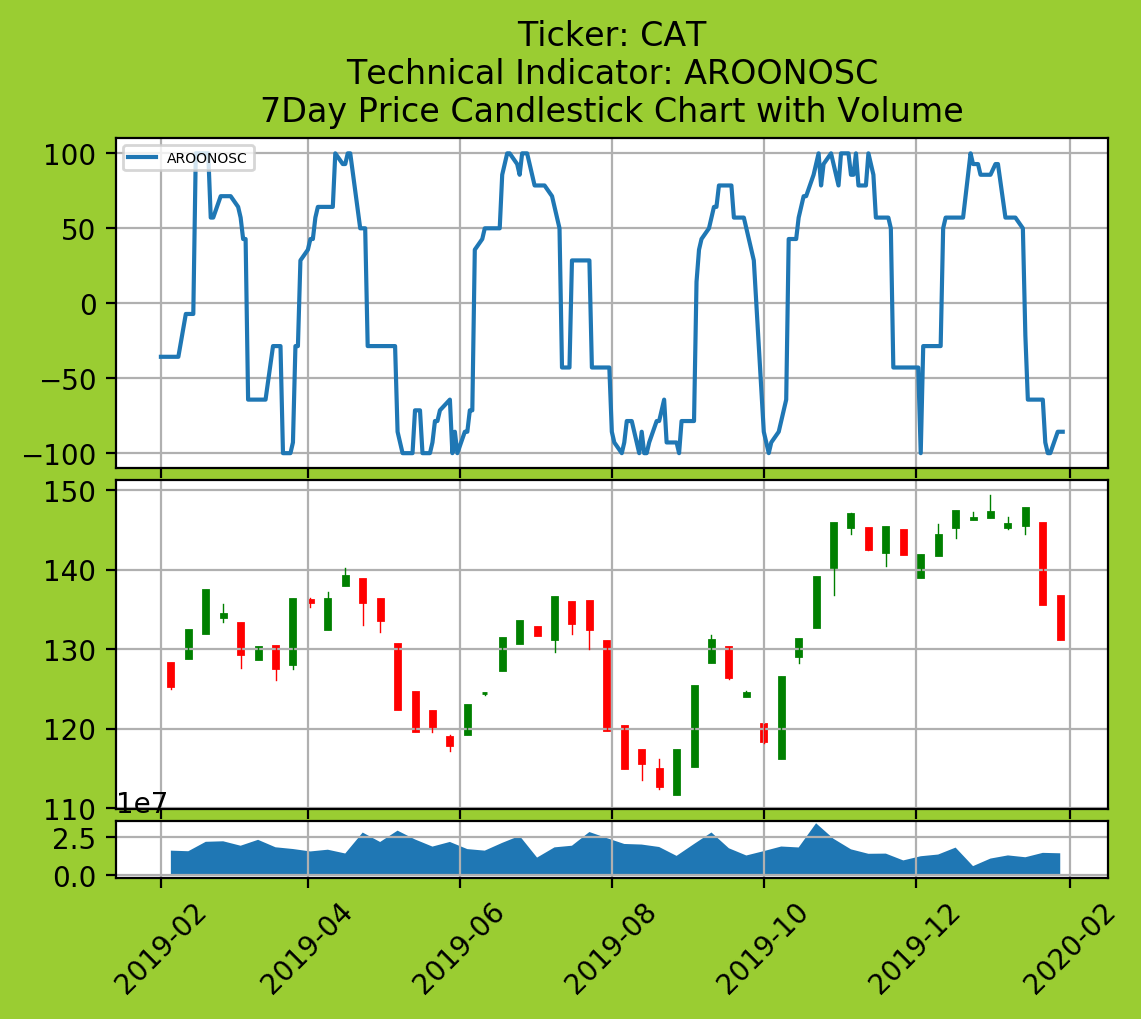 Ticker: CAT
Technical Indicator: AROONOSC
7Day Price Candlestick Chart with Volume
AROONOSC
100
50
0
−50
−100
150
140
130
120
110
1e7
2.5
0.0
2019-02 2019-04 2019-06 2019-08 2019-10 2019-12 2020-02